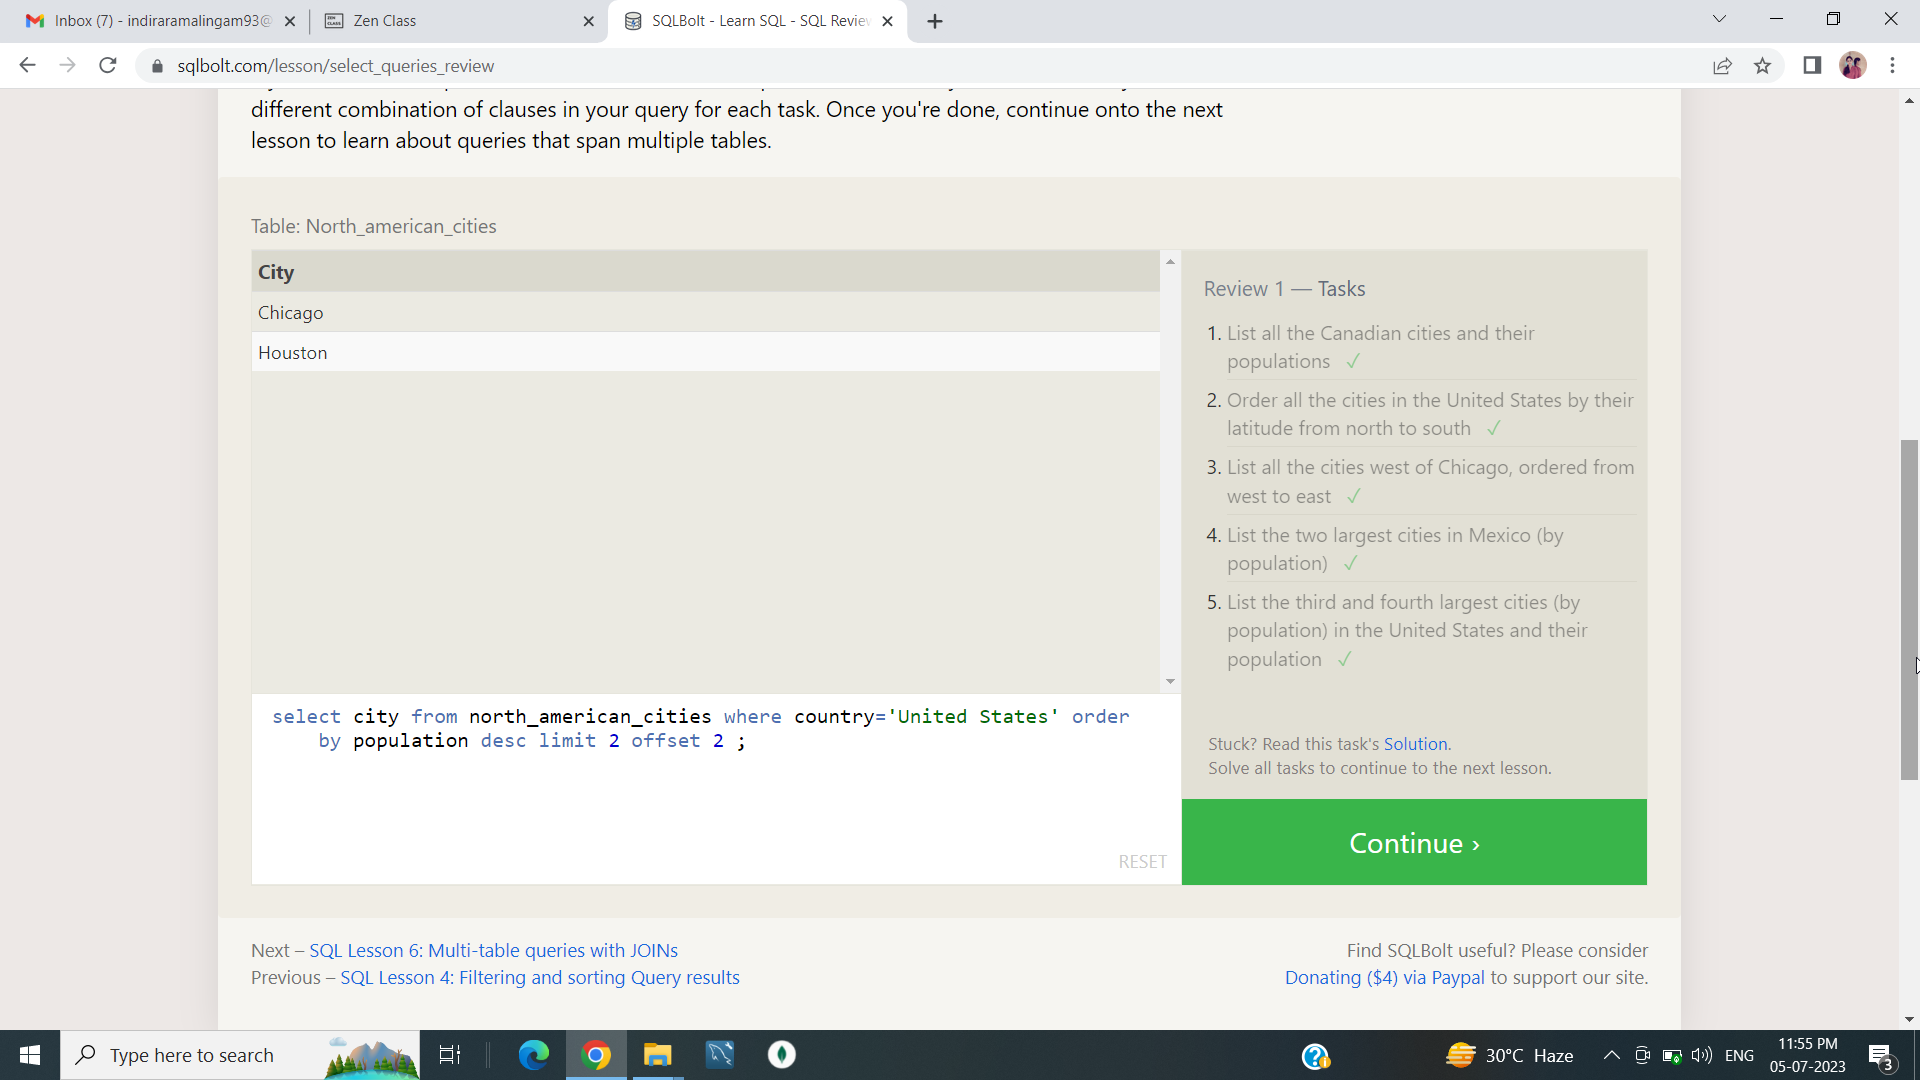 Inbox (7) - indiraramalingam93@
Zen Class
SQLBolt - Learn SQL - SQL Review
sqlbolt.com/lesson/select_queries_review
different combination of clauses in your query for each task. Once you're done, continue onto the next
lesson to learn about queries that span multiple tables.
Table: North_american_cities
City
Chicago
Houston
Review 1 — Tasks
1. List all the Canadian cities and their
populations ✓
2. Order all the cities in the United States by their
latitude from north to south ✓
3. List all the cities west of Chicago, ordered from
west to east ✓
4. List the two largest cities in Mexico (by
population) ✓
5. List the third and fourth largest cities (by
population) in the United States and their
population ✓
select city from north_american_cities where country='United States' order
by population desc limit 2 offset 2 ;
RESET
Stuck? Read this task's Solution.
Solve all tasks to continue to the next lesson.
Continue ›
Next – SQL Lesson 6: Multi-table queries with JOINs
Previous – SQL Lesson 4: Filtering and sorting Query results
Find SQLBolt useful? Please consider
Donating ($4) via Paypal to support our site.
Type here to search
30°C Haze
ENG
11:55 PM
05-07-2023
3